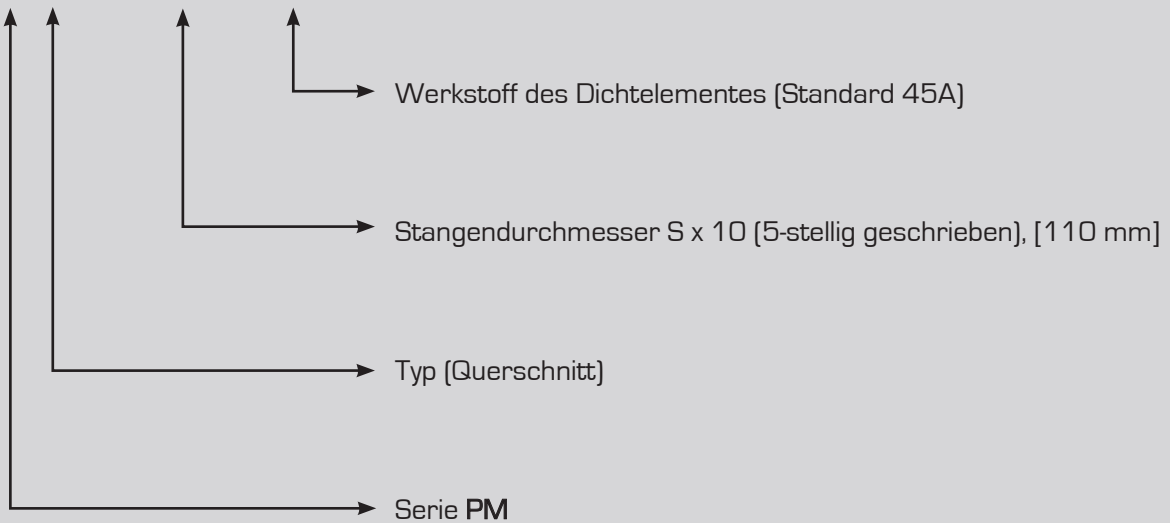 Werkstoff des Dichtelementes (Standard 45A)
Stangendurchmesser S x 10 (5-stellig geschrieben), [110 mm]
Typ (Querschnitt)
Serie PM